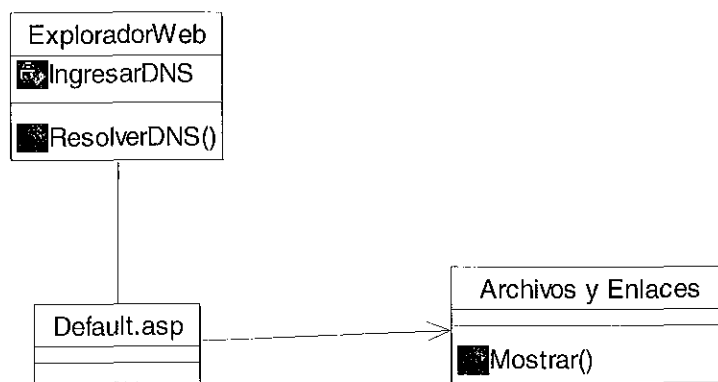 ExploradorWeb
IngresarDNS
ResolverDNS()
Default.asp
Archivos y Enlaces
Mostrar()